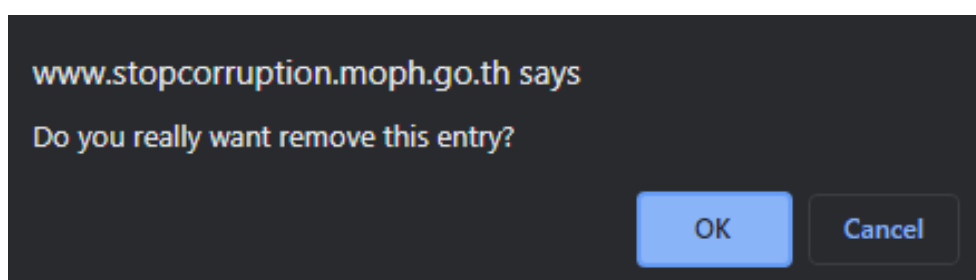 www.stopcorruption.moph.go.th says
Do you really want remove this entry?
OK Cancel